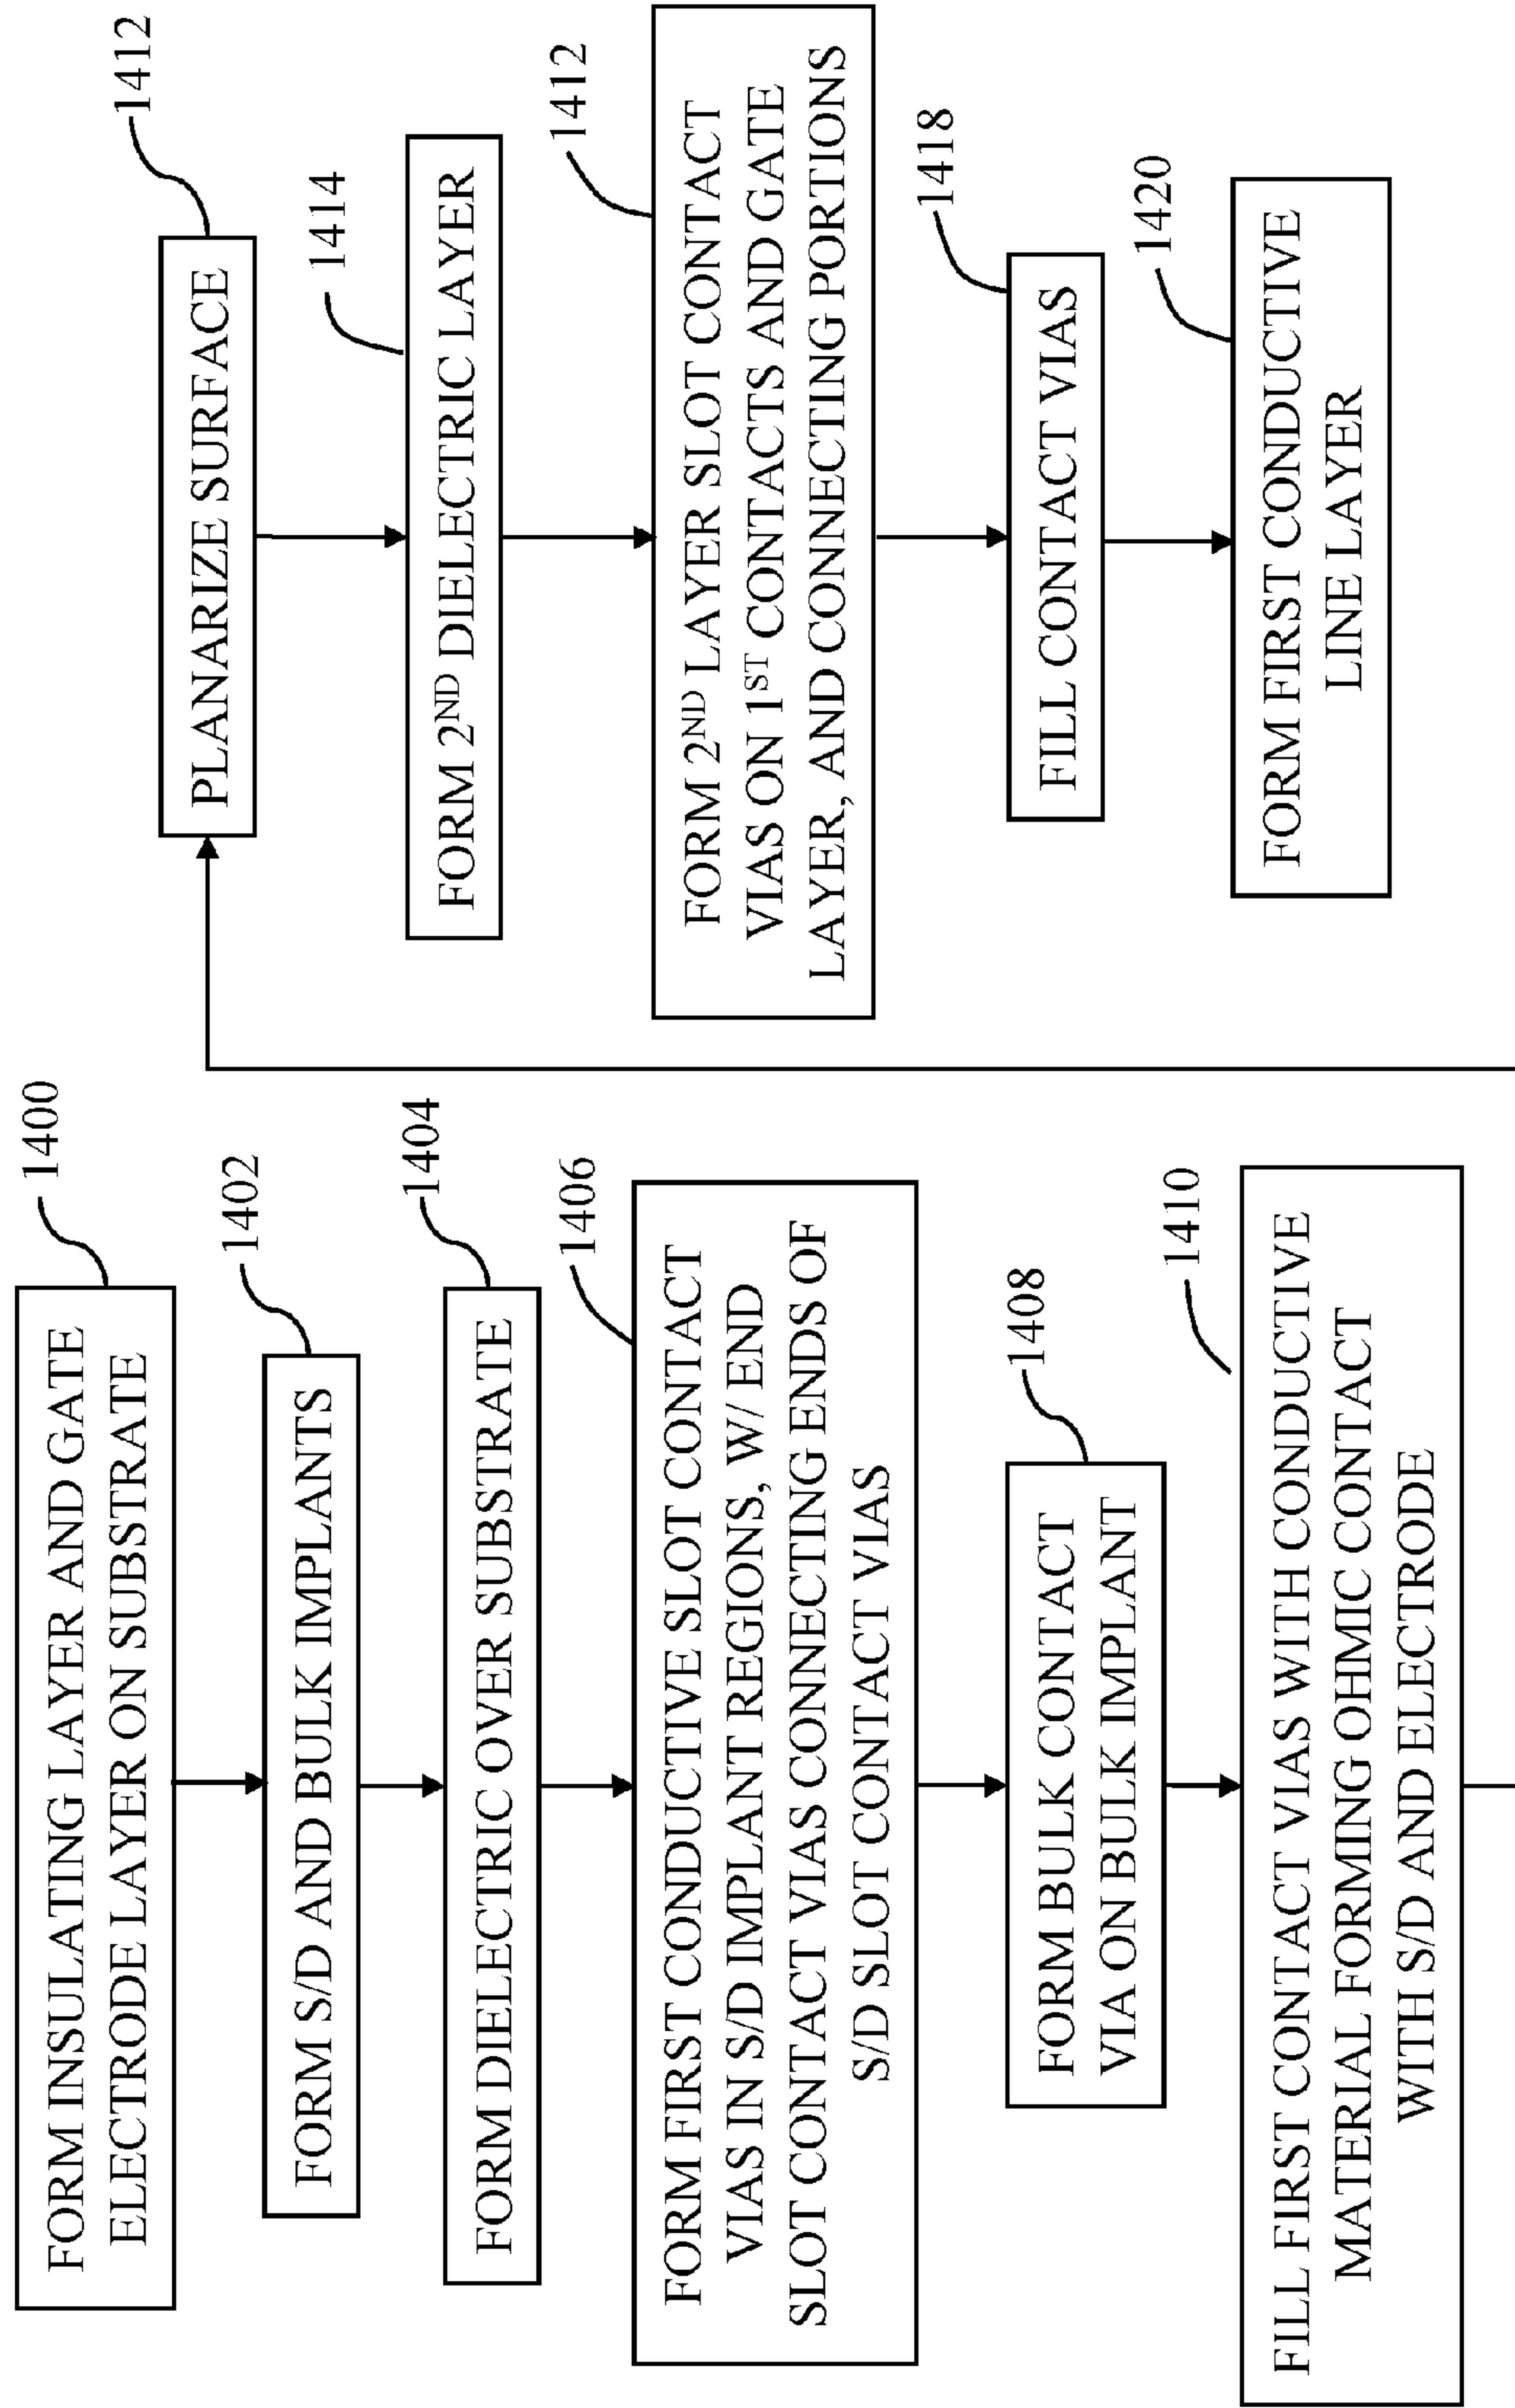 1400
FORM INSULATING LAYER AND GATE
ELECTRODE LAYER ON SUBSTRATE
1402
FORM S/D AND BULK IMPLANTS
1404
FORM DIELECTRIC OVER SUBSTRATE
1406
FORM FIRST CONDUCTIVE SLOT CONTACT
VIAS IN S/D IMPLANT REGIONS, W/ END
SLOT CONTACT VIAS CONNECTING ENDS OF
S/D SLOT CONTACT VIAS
1408
FORM BULK CONTACT
VIA ON BULK IMPLANT
1410
FILL FIRST CONTACT VIAS WITH CONDUCTIVE
MATERIAL FORMING OHMIC CONTACT
WITH S/D AND ELECTRODE
1412
PLANARIZE SURFACE
1414
FORM 2ND DIELECTRIC LAYER
1412
FORM 2ND LAYER SLOT CONTACT
VIAS ON 1ST CONTACTS AND GATE
LAYER, AND CONNECTING PORTIONS
1418
FILL CONTACT VIAS
1420
FORM FIRST CONDUCTIVE
LINE LAYER